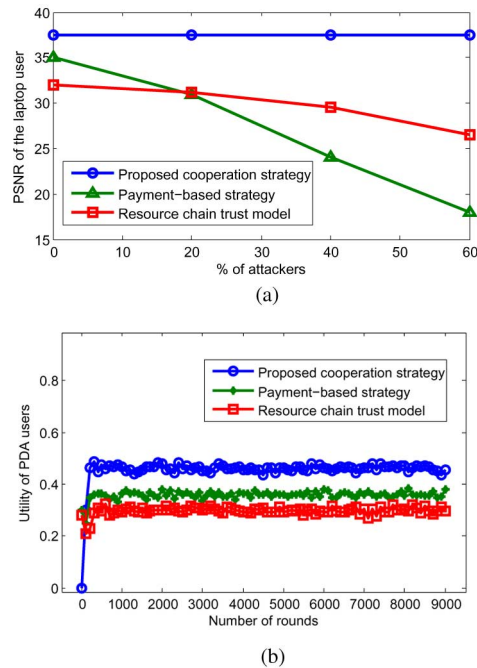 40
35
30
25
20
15
PSNR of the laptop user
Proposed cooperation strategy
Payment-based strategy
Resource chain trust model
0 10 20 30 40 50 60
% of attackers
(a)
0.8
0.6
0.4
0.2
0
Utility of PDA users
Proposed cooperation strategy
Payment-based strategy
Resource chain trust model
0 1000 2000 3000 4000 5000 6000 7000 8000 9000
Number of rounds
(b)